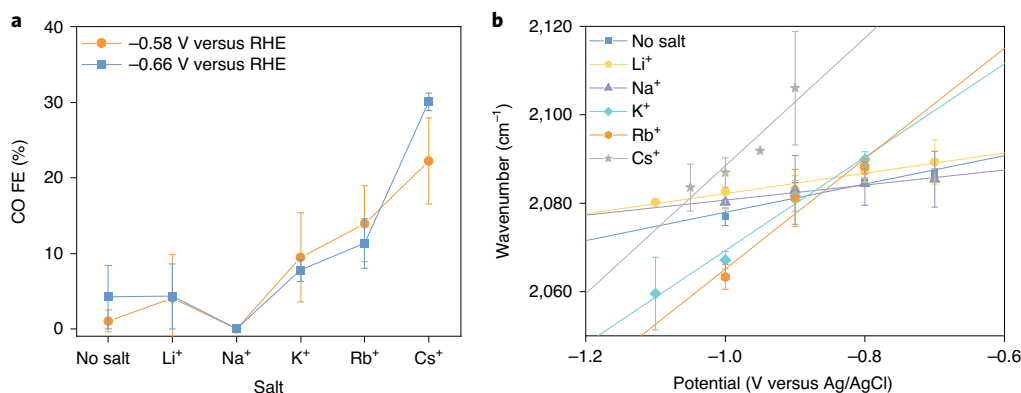 a
−0.58 V versus RHE
−0.66 V versus RHE
40
30
20
10
0
CO FE (%)
No salt Li⁺ Na⁺ K⁺ Rb⁺ Cs⁺
Salt
b
No salt
Li⁺
Na⁺
K⁺
Rb⁺
Cs⁺
2,120
2,100
2,080
2,060
Wavenumber (cm⁻¹)
−1.2 −1.0 −0.8 −0.6
Potential (V versus Ag/AgCl)